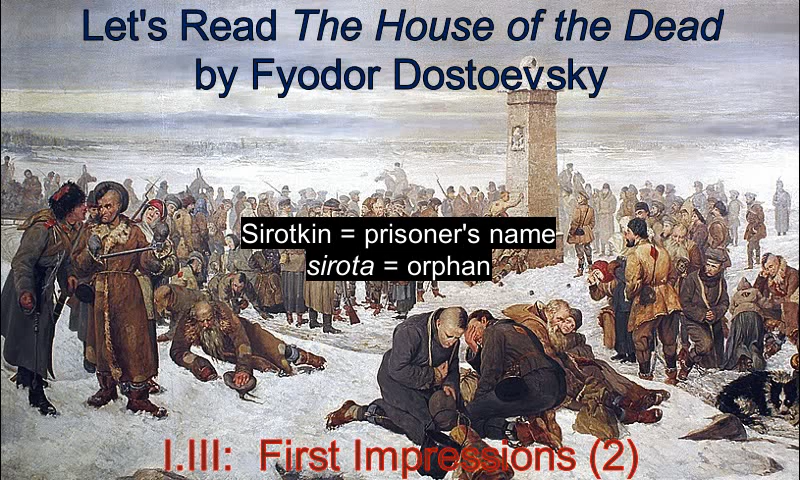 Let's Read The House of the Dead
by Fyodor Dostoevsky
Sirotkin = prisoner's name
sirota = orphan
I.III: First Impressions (2)